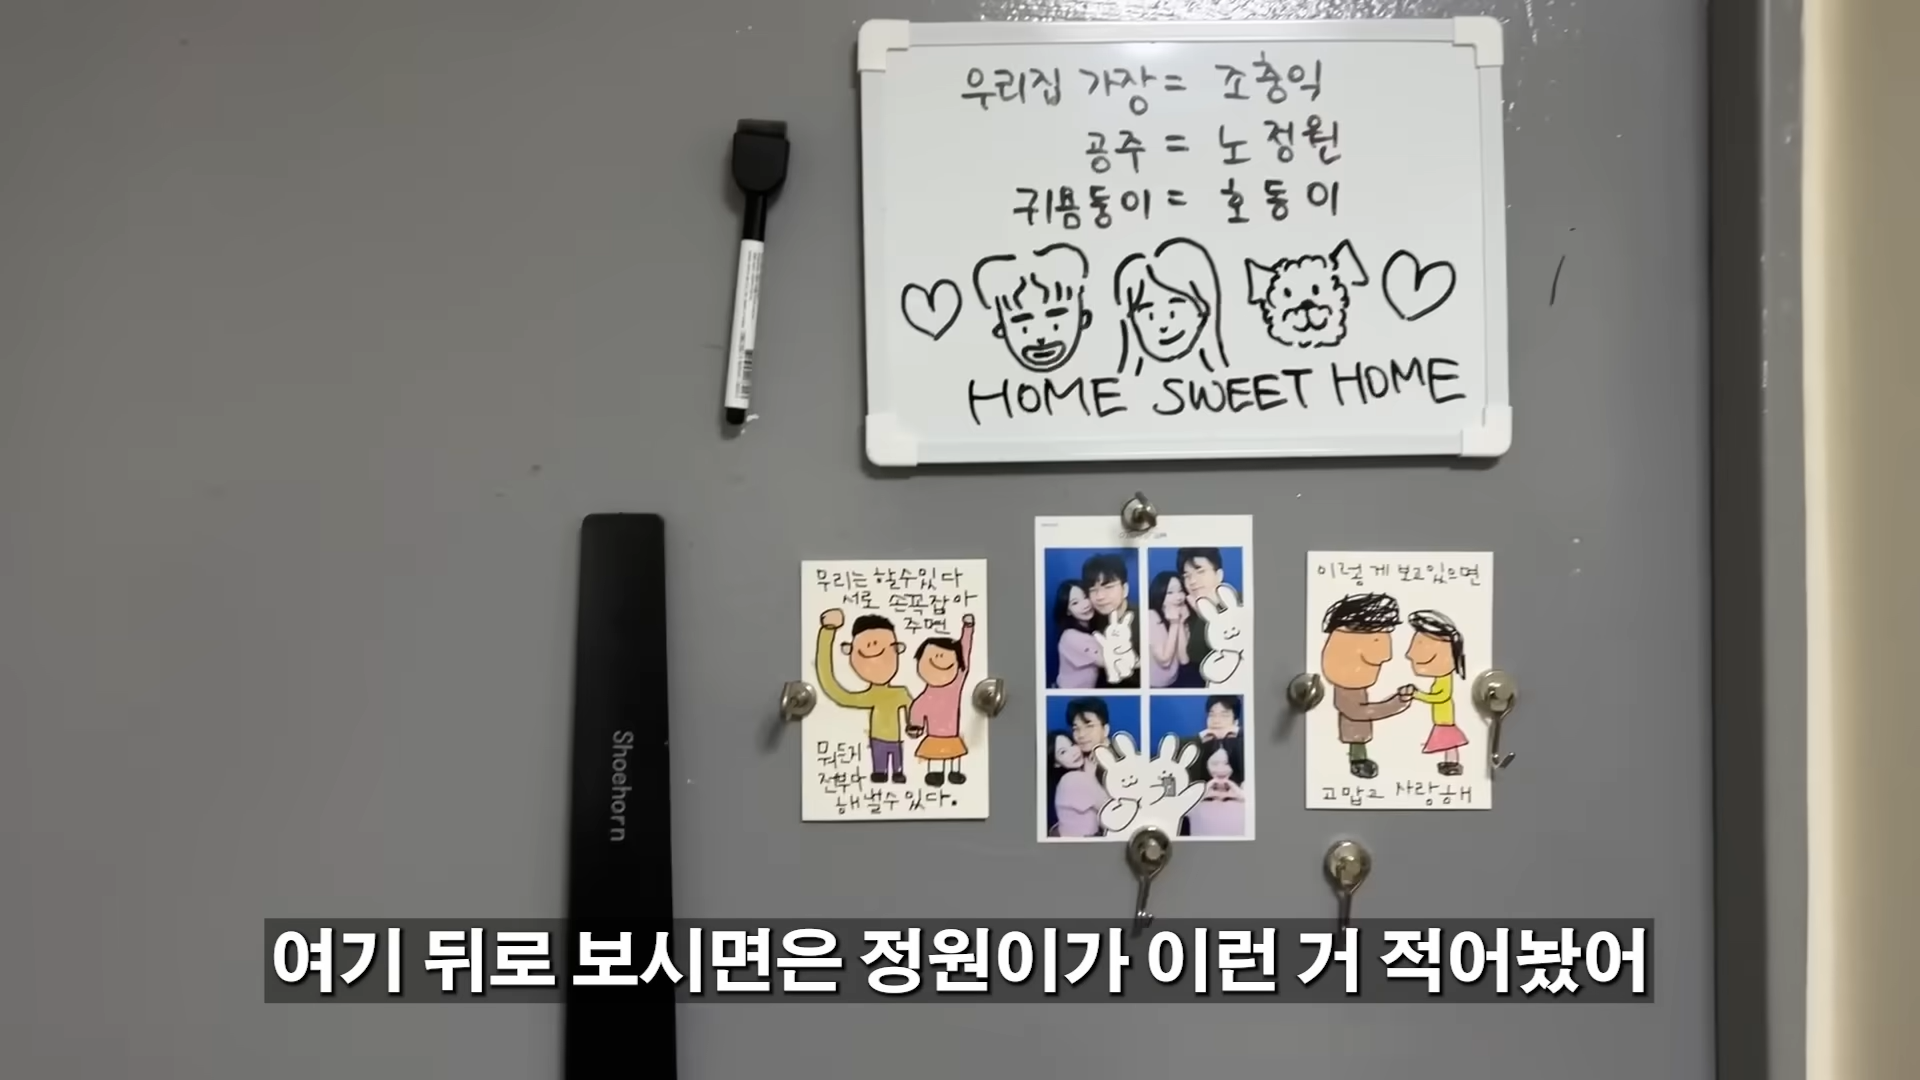 우리집 가장 = 조충익
공주 = 노정원
귀욤둥이 = 호둥이
HOME SWEET HOME
우리는 할수있다
서로 손꼭잡아
주면
뭐든지
전부다
해낼수있다.
이렇게 보고있으면
고맙고 사랑해
Shoehorn
여기 뒤로 보시면은 정원이가 이런 거 적어놨어